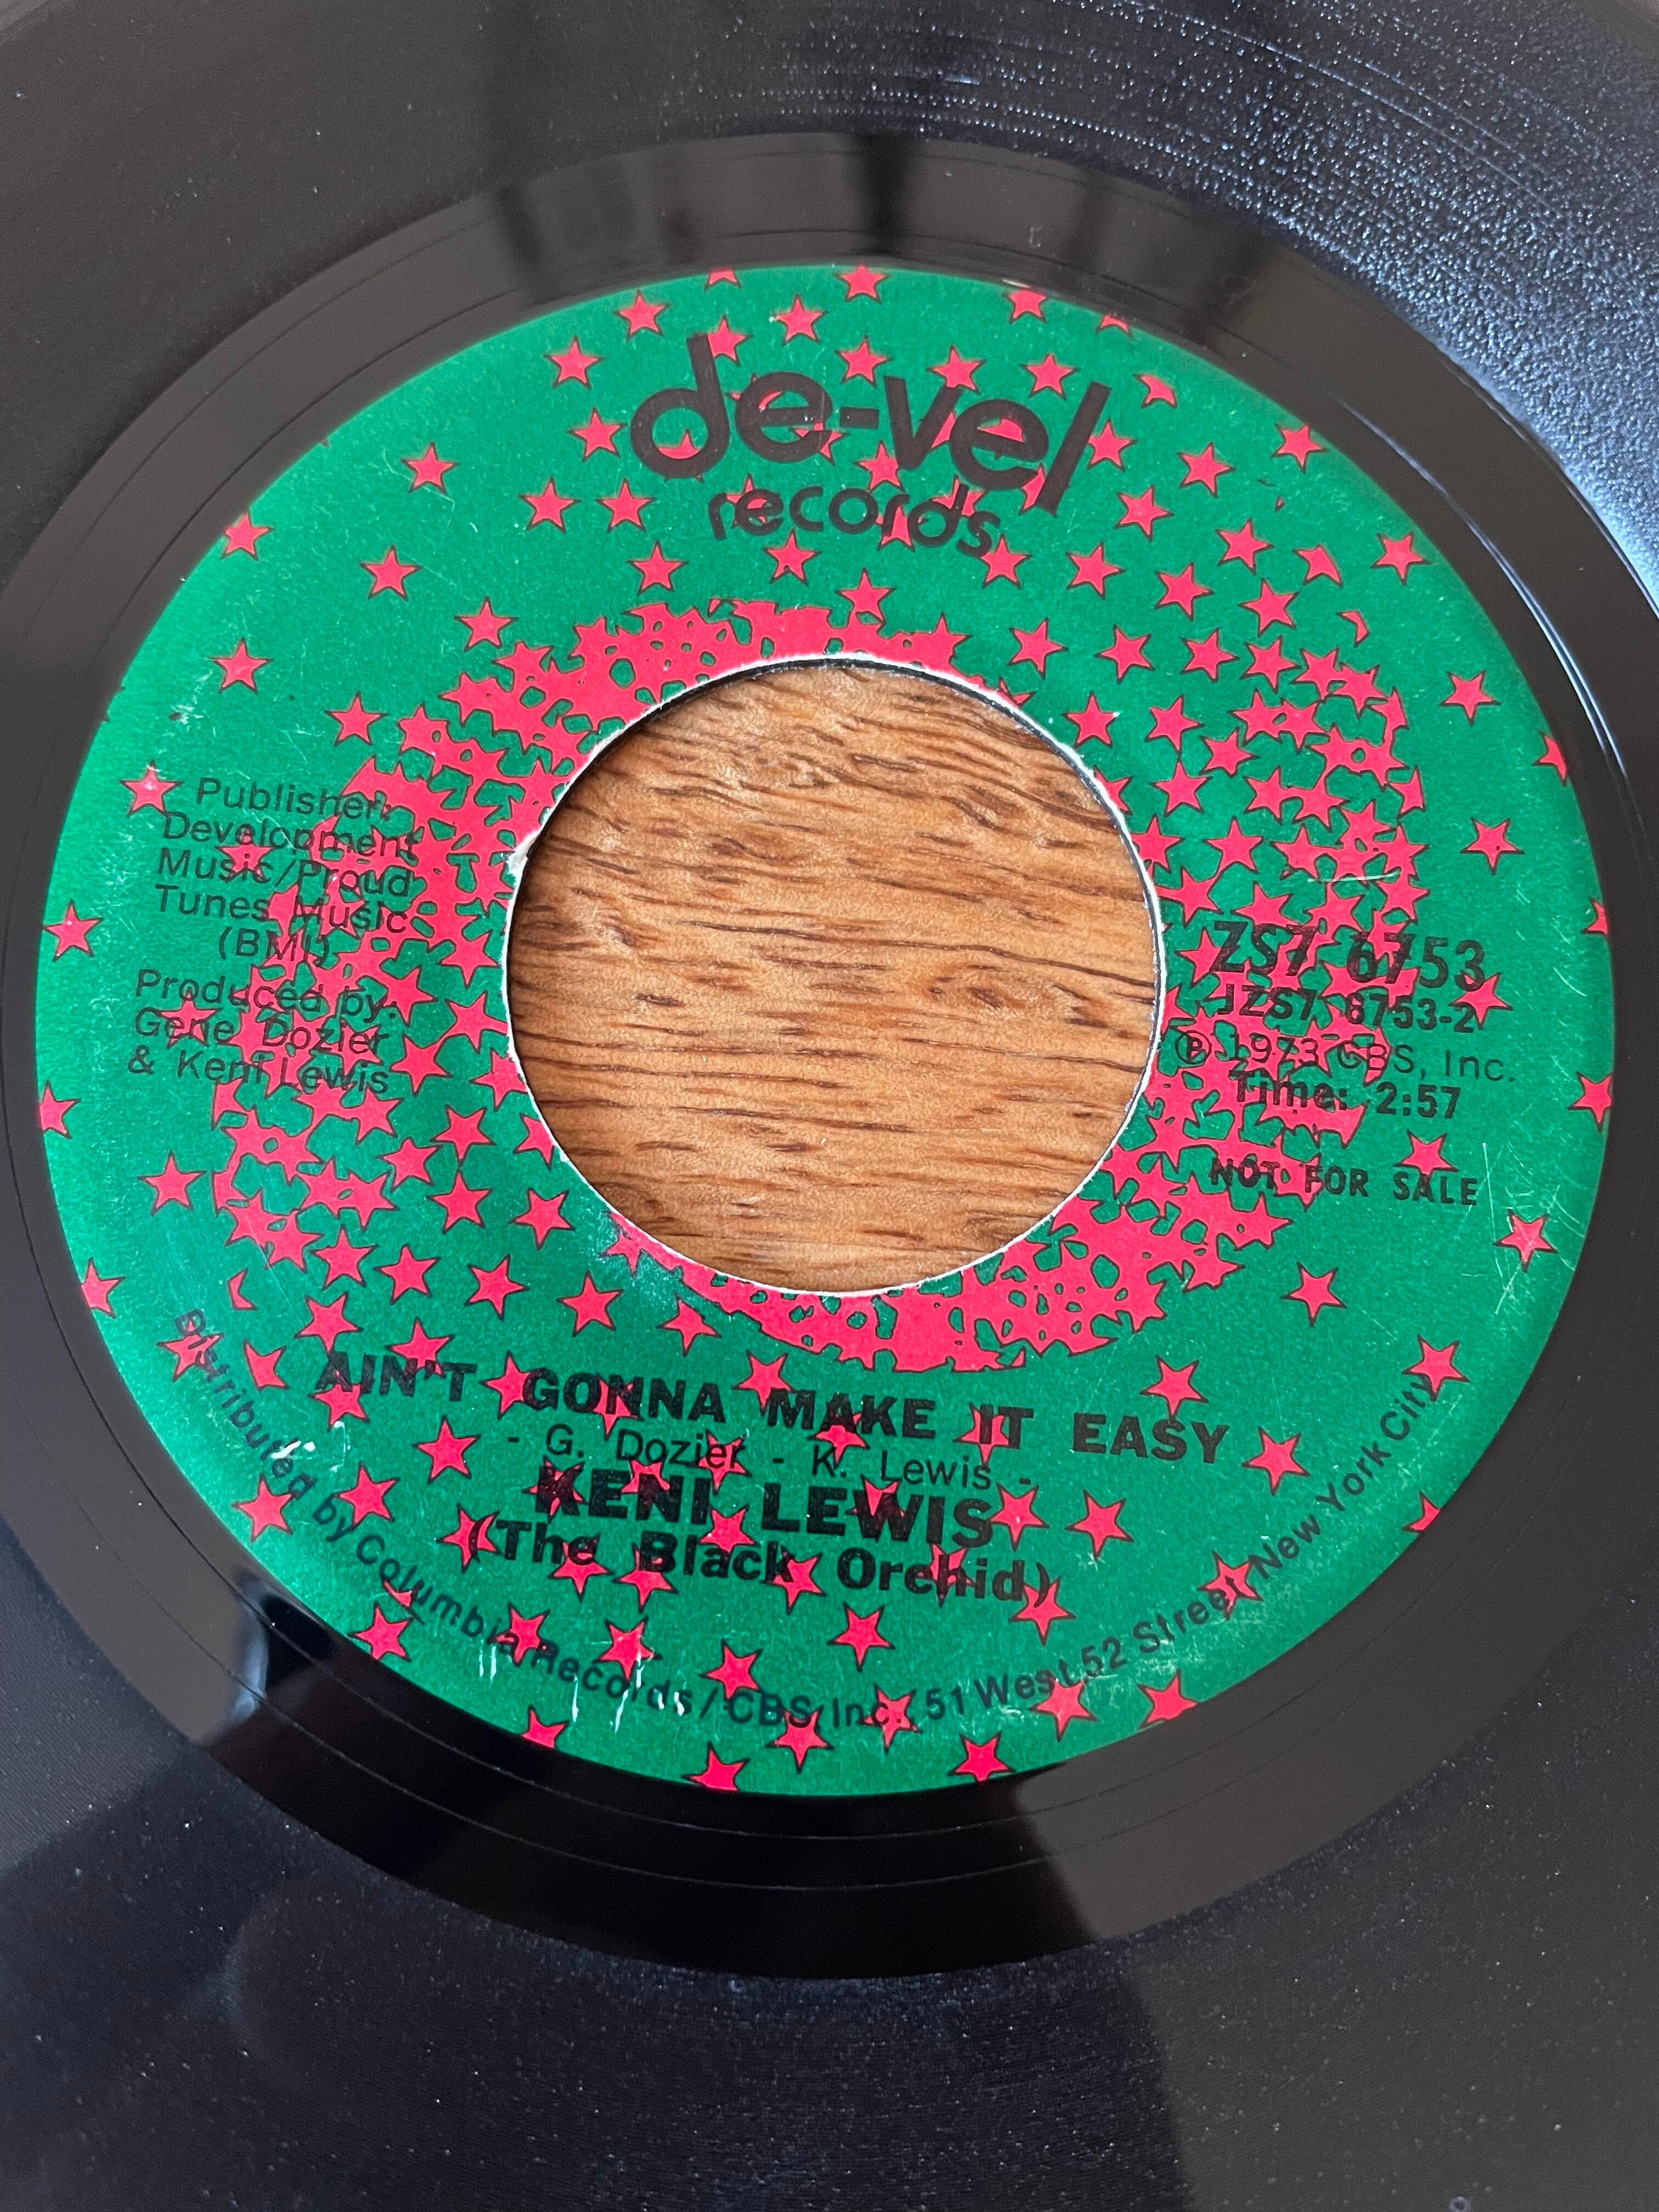 de-vel
records
Publisher:
Development
Music/Proud
Tunes Music
(BMI)
Produced by:
Gene Dozier
& Keni Lewis
ZS7 6753
JZS7 6753-2
Ⓟ 1973 CBS, Inc.
Time: 2:57
NOT FOR SALE
AIN'T GONNA MAKE IT EASY
- G. Dozier - K. Lewis -
KENI LEWIS
(The Black Orchid)
Distributed by Columbia Records/CBS, Inc./51 West 52 Street New York City